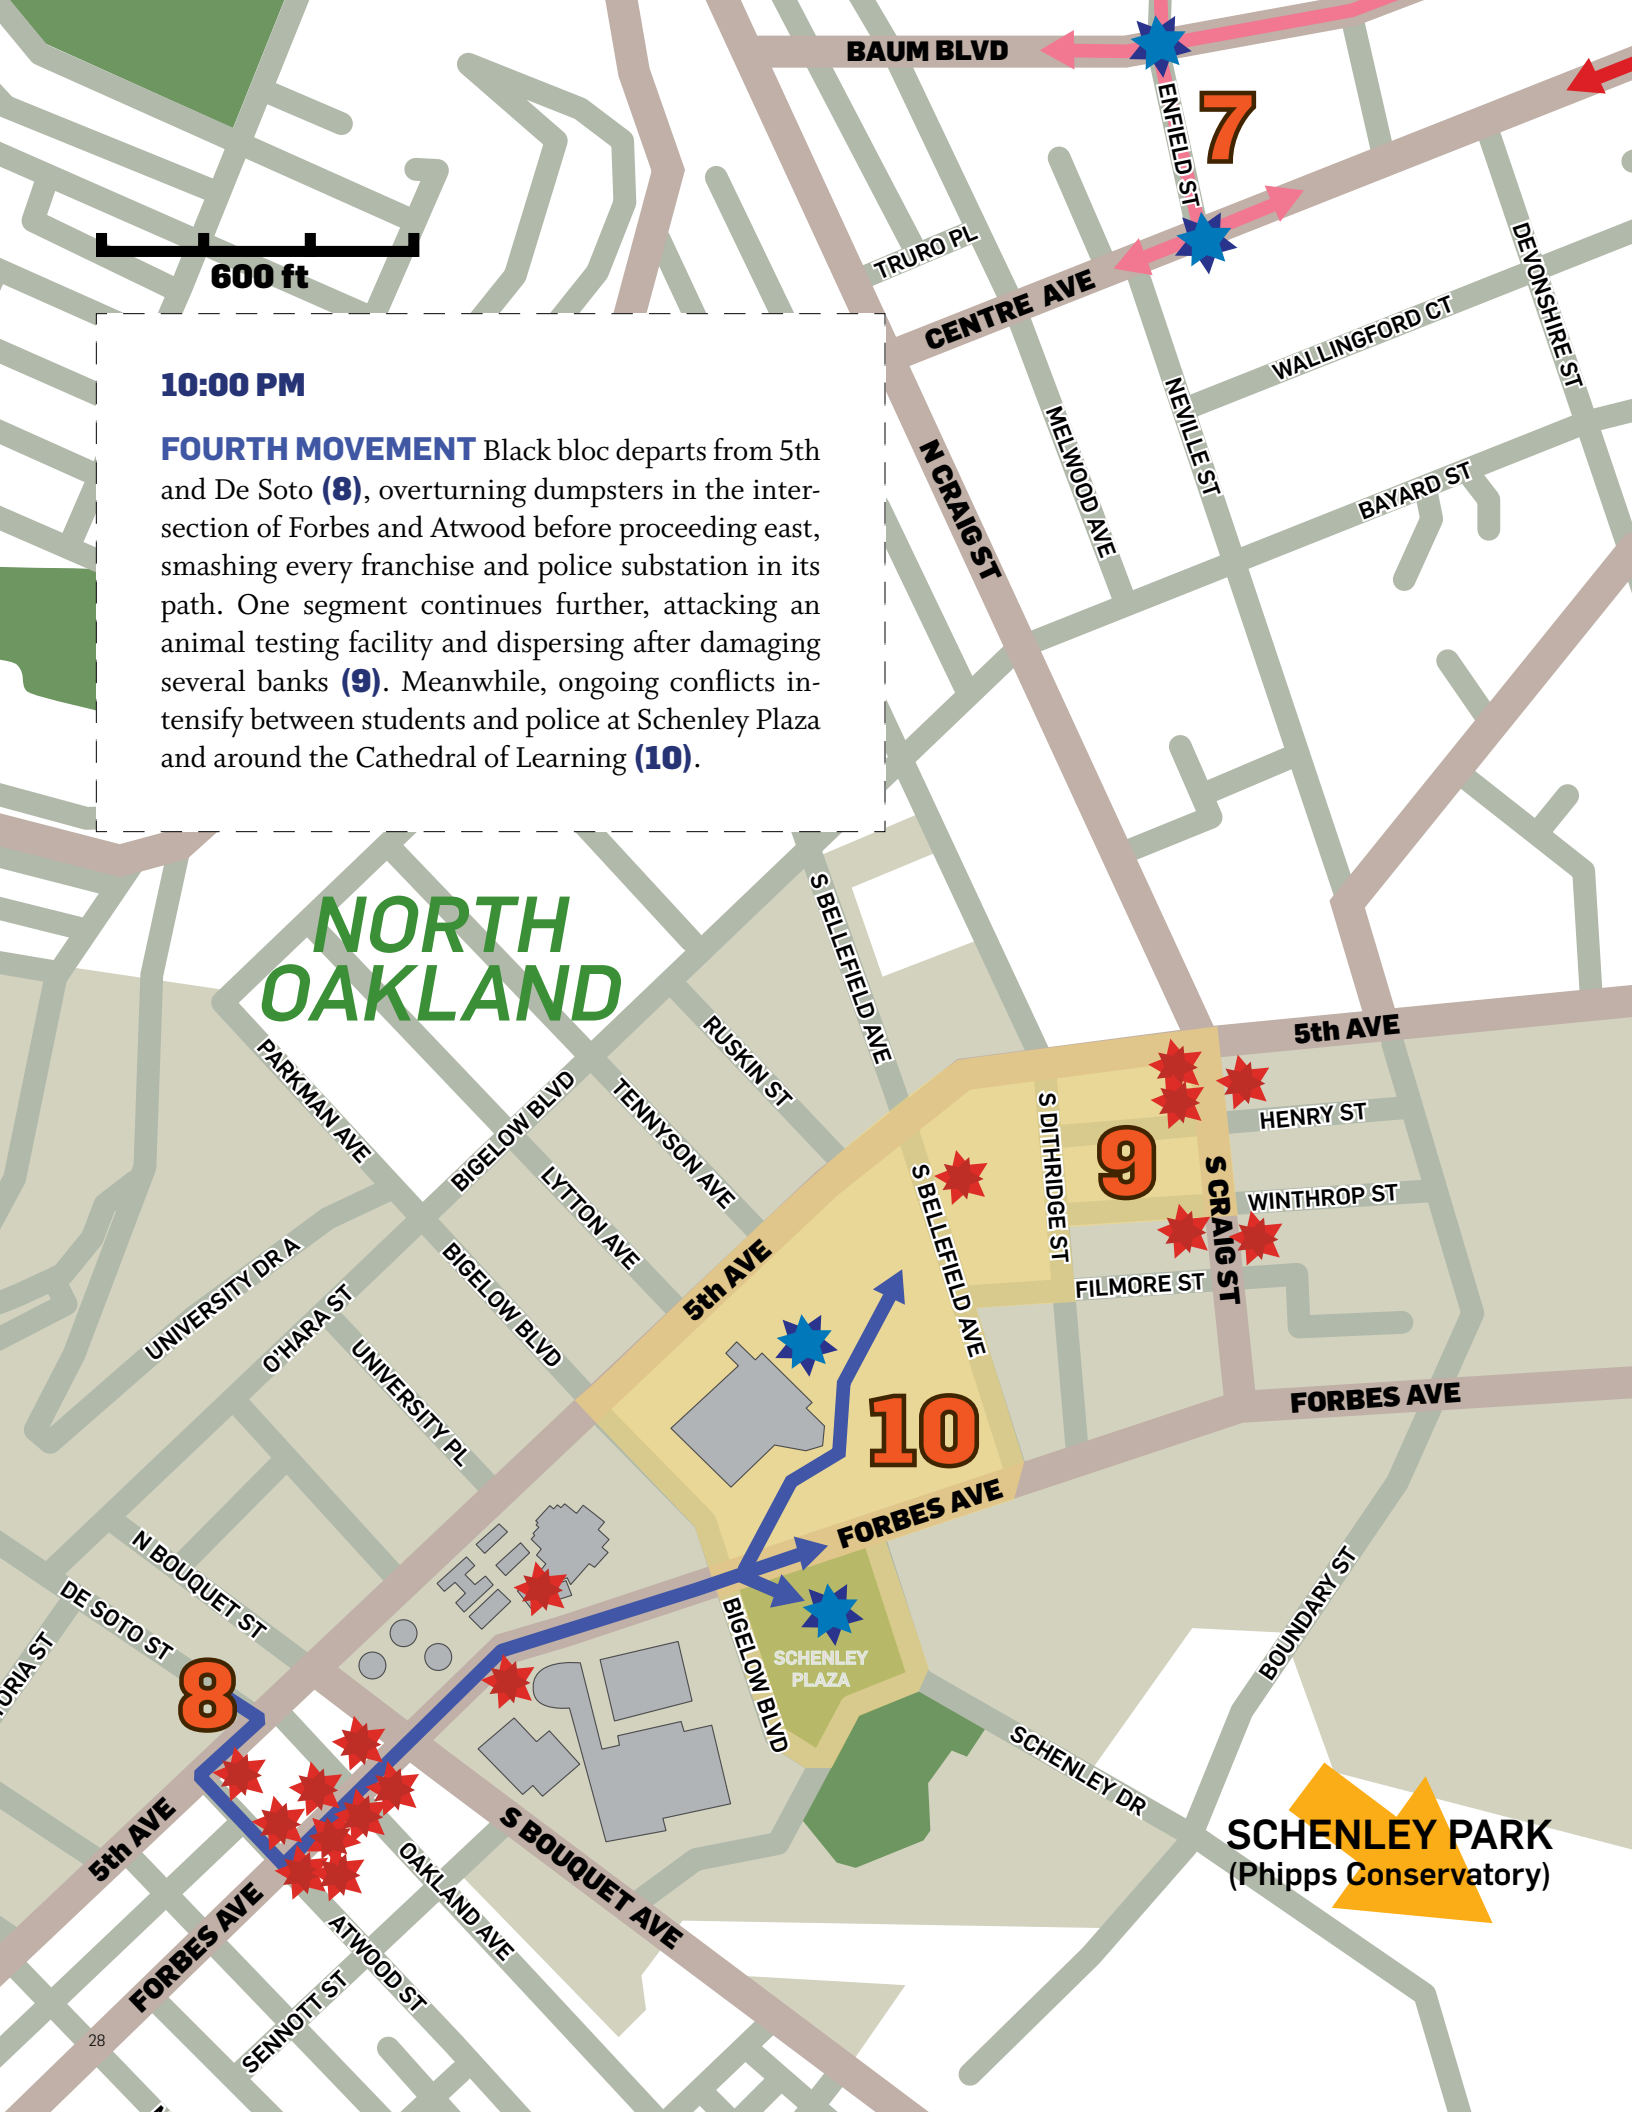 BAUM BLVD
ENFIELD ST
7
600 ft
TRURO PL
CENTRE AVE
DEVONSHIRE ST
WALLINGFORD CT
NEVILLE ST
MELWOOD AVE
N CRAIG ST
BAYARD ST
10:00 PM
FOURTH MOVEMENT Black bloc departs from 5th
and De Soto (8), overturning dumpsters in the inter-
section of Forbes and Atwood before proceeding east,
smashing every franchise and police substation in its
path. One segment continues further, attacking an
animal testing facility and dispersing after damaging
several banks (9). Meanwhile, ongoing conflicts in-
tensify between students and police at Schenley Plaza
and around the Cathedral of Learning (10).
NORTH
OAKLAND
S BELLEFIELD AVE
RUSKIN ST
5th AVE
PARKMAN AVE
BIGELOW BLVD
TENNYSON AVE
S DITHRIDGE ST
HENRY ST
9
LYTTON AVE
S BELLEFIELD AVE
S CRAIG ST
WINTHROP ST
UNIVERSITY DR A
BIGELOW BLVD
5th AVE
FILMORE ST
O'HARA ST
UNIVERSITY PL
10
FORBES AVE
FORBES AVE
N BOUQUET ST
DE SOTO ST
BOUNDARY ST
BIGELOW BLVD
SCHENLEY
PLAZA
ORIA ST
8
SCHENLEY DR
5th AVE
S BOUQUET AVE
SCHENLEY PARK
(Phipps Conservatory)
OAKLAND AVE
FORBES AVE
ATWOOD ST
SENNOTT ST
28